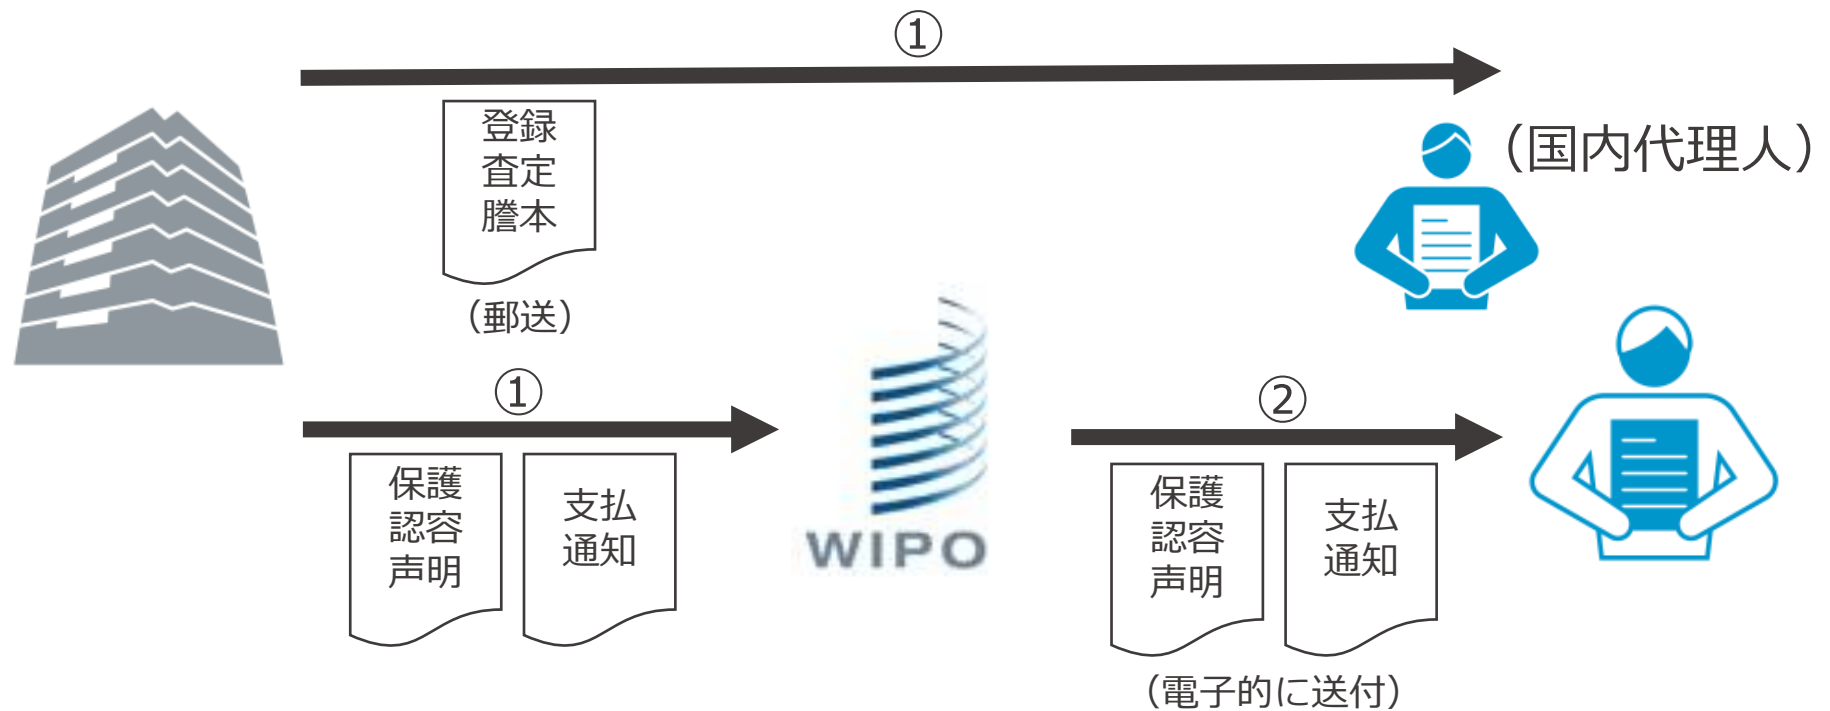 ①
登録
査定
謄本
（郵送）
（国内代理人）
①
保護
認容
声明
支払
通知
WIPO
②
保護
認容
声明
支払
通知
（電子的に送付）